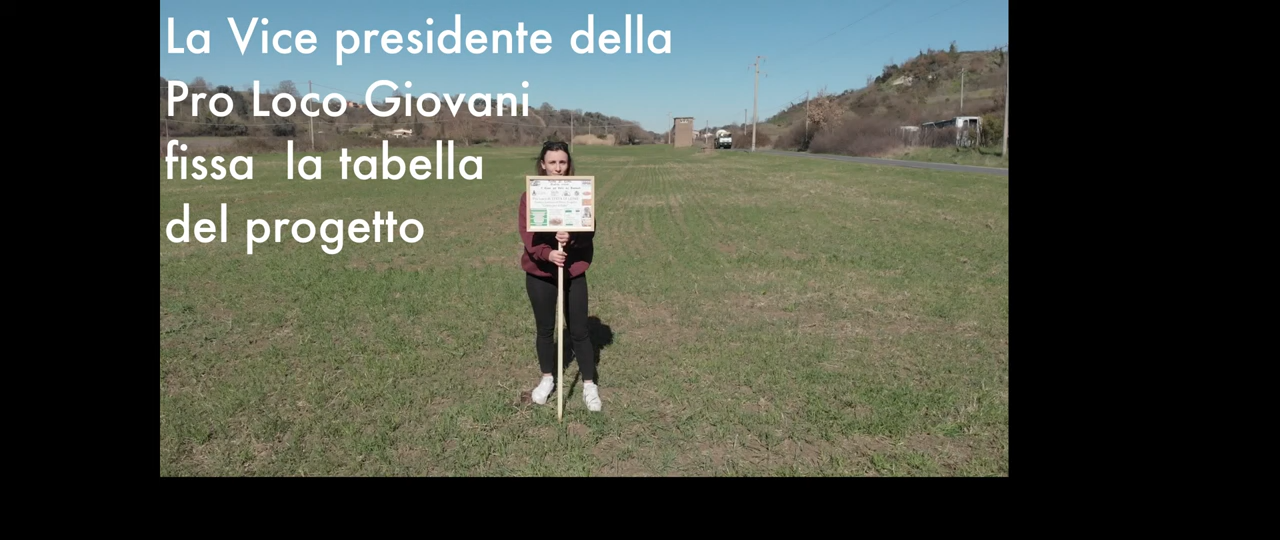 La Vice presidente della
Pro Loco Giovani
fissa  la tabella
del progetto